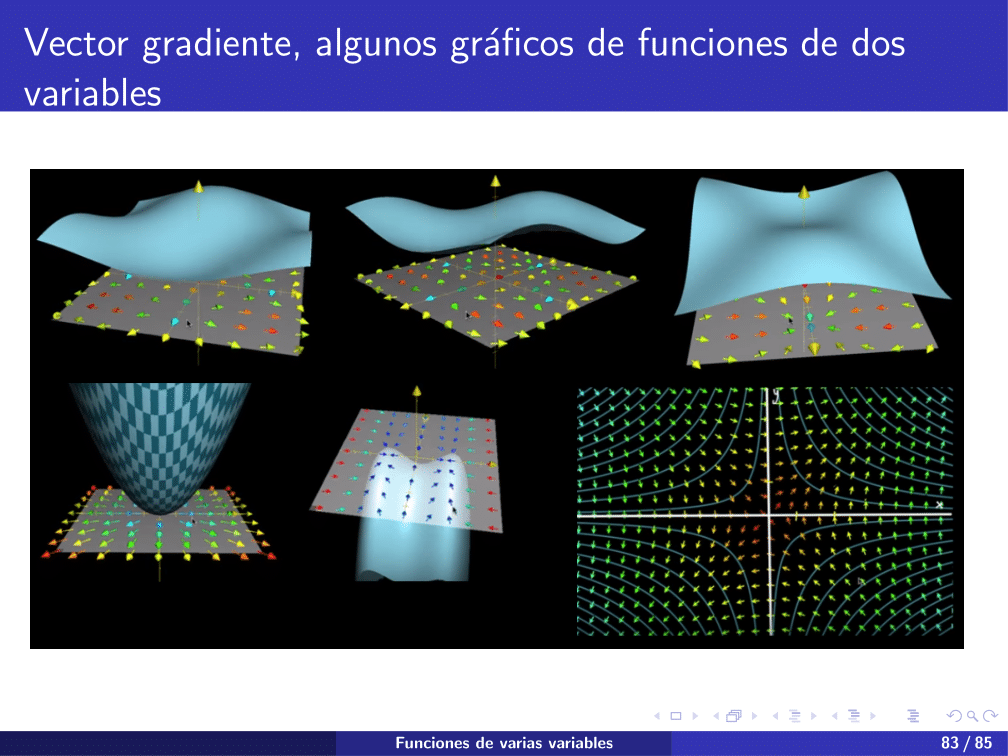 Vector gradiente, algunos gráficos de funciones de dos
variables
y
x
Funciones de varias variables
83 / 85